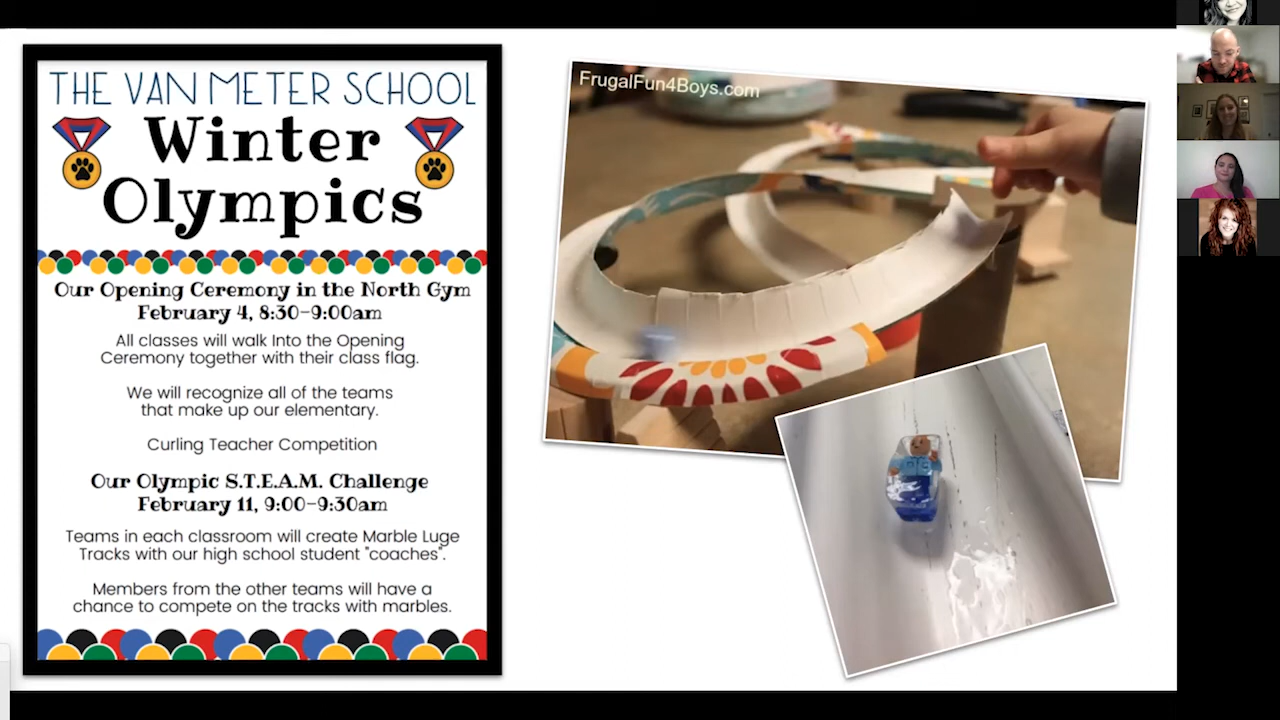 THE VAN METER SCHOOL
Winter
Olympics
Our Opening Ceremony in the North Gym
February 4, 8:30-9:00am
All classes will walk Into the Opening
Ceremony together with their class flag.
We will recognize all of the teams
that make up our elementary.
Curling Teacher Competition
Our Olympic S.T.E.A.M. Challenge
February 11, 9:00-9:30am
Teams in each classroom will create Marble Luge
Tracks with our high school student "coaches".
Members from the other teams will have a
chance to compete on the tracks with marbles.
FrugalFun4Boys.com